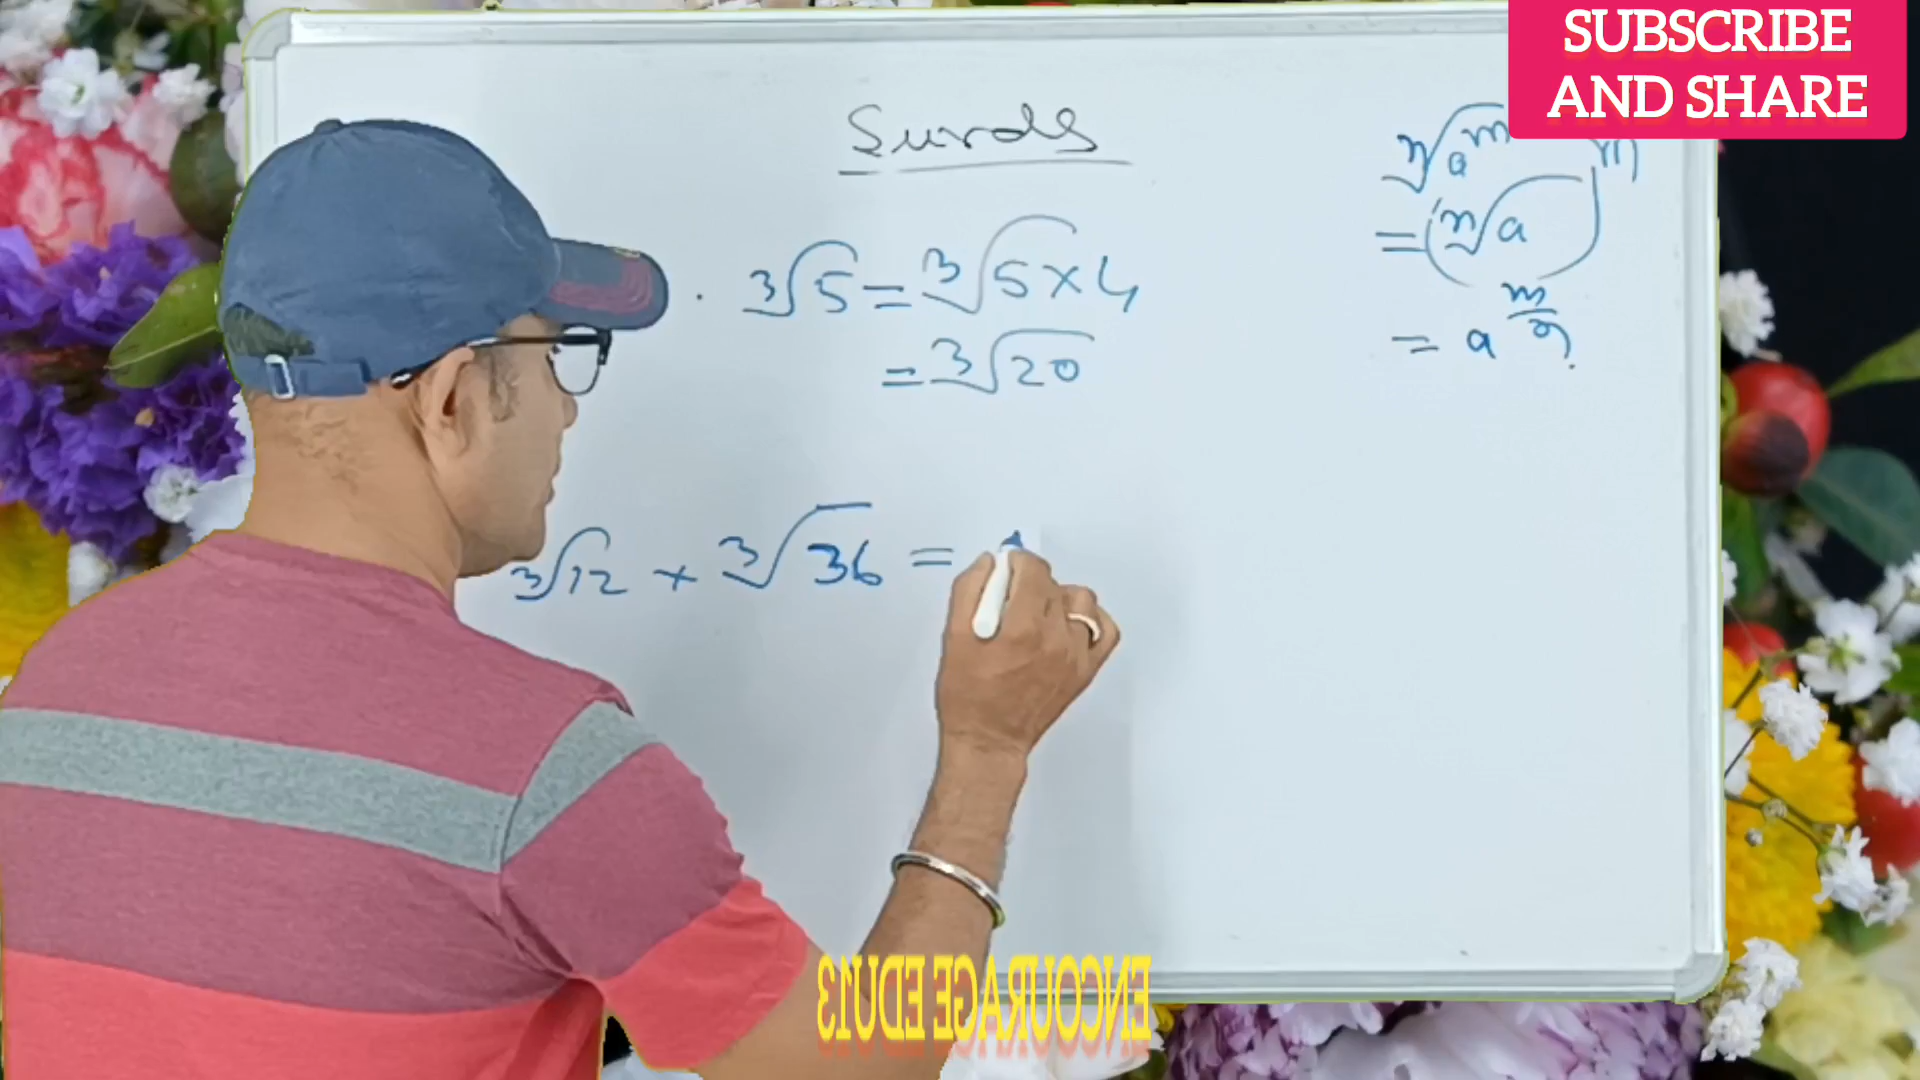 SUBSCRIBE
AND SHARE
Surds
³√5 = ³√5×4
= ³√20
³√12 × ³√36 =
ⁿ√aᵐ
= (ⁿ√a)ᵐ
= a^(m/n)
ENCOURAGE EDU13